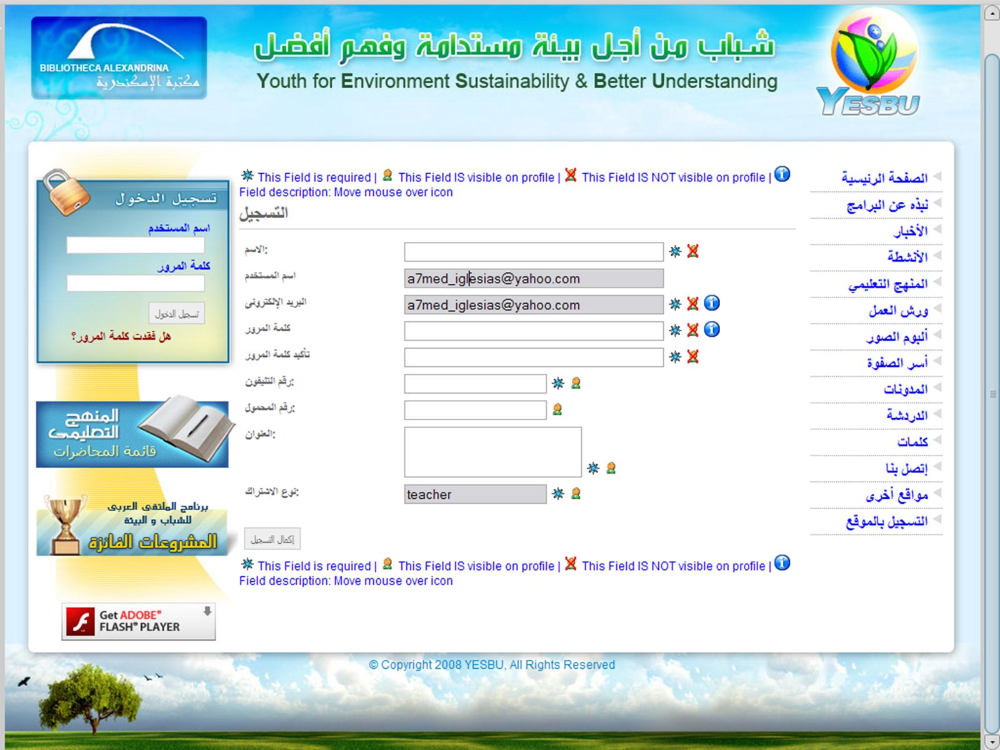 BIBLIOTHECA ALEXANDRINA
مكتبة الإسكندرية
شباب من أجل بيئة مستدامة وفهم أفضل
Youth for Environment Sustainability & Better Understanding
YESBU
تسجيل الدخول
اسم المستخدم
كلمة المرور
تسجيل الدخول
هل فقدت كلمة المرور؟
المنهج
التعليمى
قائمة المحاضرات
برنامج الملتقى العربى
للشباب و البيئة
المشروعات الفائزة
Get ADOBE®
FLASH® PLAYER
This Field is required | This Field IS visible on profile | This Field IS NOT visible on profile |
Field description: Move mouse over icon
التسجيل
الاسم:
اسم المستخدم
a7med_iglesias@yahoo.com
البريد الإلكترونى
a7med_iglesias@yahoo.com
كلمة المرور
تأكيد كلمة المرور
رقم التليفون:
رقم المحمول:
العنوان:
نوع الاشتراك:
teacher
إكمال التسجيل
This Field is required | This Field IS visible on profile | This Field IS NOT visible on profile |
Field description: Move mouse over icon
الصفحة الرئيسية
نبذه عن البرامج
الأخبار
الأنشطة
المنهج التعليمي
ورش العمل
ألبوم الصور
أسر الصفوة
المدونات
الدردشة
كلمات
إتصل بنا
مواقع أخرى
التسجيل بالموقع
© Copyright 2008 YESBU, All Rights Reserved